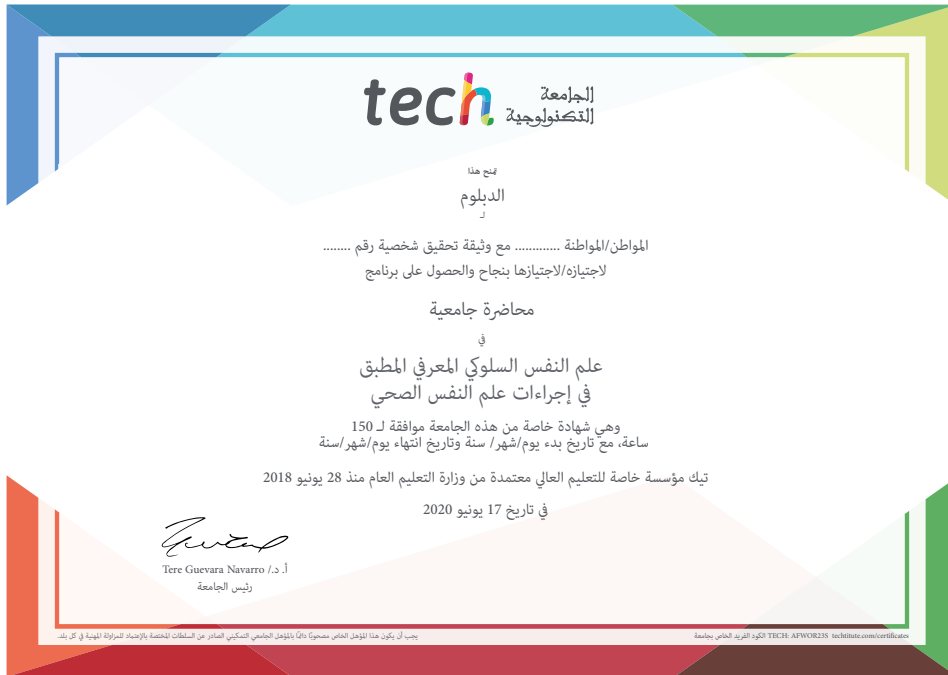 tech الجامعة
التكنولوجية
تمنح هذا
الدبلوم
لـ
المواطن/المواطنة ............ مع وثيقة تحقيق شخصية رقم ........
لاجتيازه/لاجتيازها بنجاح والحصول على برنامج
محاضرة جامعية
في
علم النفس السلوكي المعرفي المطبق
في إجراءات علم النفس الصحي
وهي شهادة خاصة من هذه الجامعة موافقة لـ 150
ساعة، مع تاريخ بدء يوم/شهر/ سنة وتاريخ انتهاء يوم/شهر/سنة
تيك مؤسسة خاصة للتعليم العالي معتمدة من وزارة التعليم العام منذ 28 يونيو 2018
في تاريخ 17 يونيو 2020
أ. د./ Tere Guevara Navarro
رئيس الجامعة
يجب أن يكون هذا المؤهل الخاص مصحوبًا دائمًا بالمؤهل الجامعي التمكيني الصادر عن السلطات المختصة بالإعتماد للمزاولة المهنية في كل بلد.
الكود الفريد الخاص بجامعة TECH: AFWOR23S techtitute.com/certificates